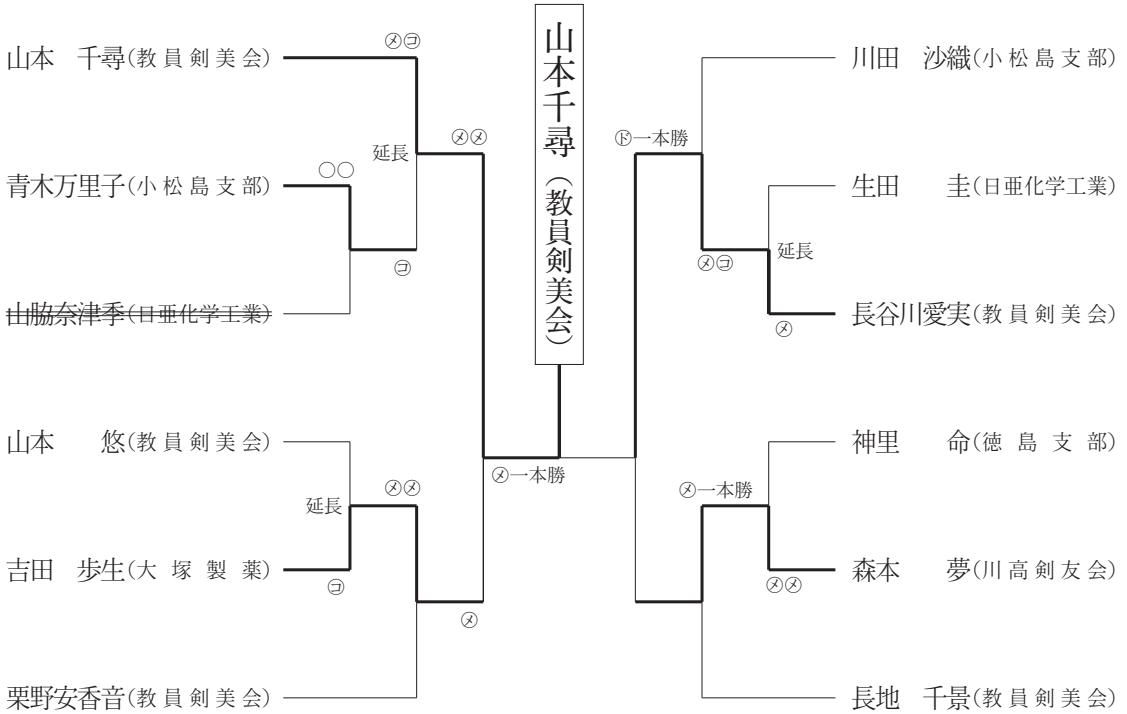 山本千尋（教員剣美会）
山本　千尋(教員剣美会)
㋱㋙
延長
㋱㋱
青木万里子(小松島支部)
○○
㋙
山脇奈津季(日亜化学工業)
山本　　悠(教員剣美会)
延長
㋱㋱
吉田　歩生(大塚製薬)
㋙
㋱
栗野安香音(教員剣美会)
㋱一本勝
川田　沙織(小松島支部)
㋣゙一本勝
生田　　圭(日亜化学工業)
延長
㋱㋙
長谷川愛実(教員剣美会)
㋱
神里　　命(徳島支部)
㋱一本勝
森本　　夢(川高剣友会)
㋱㋱
長地　千景(教員剣美会)